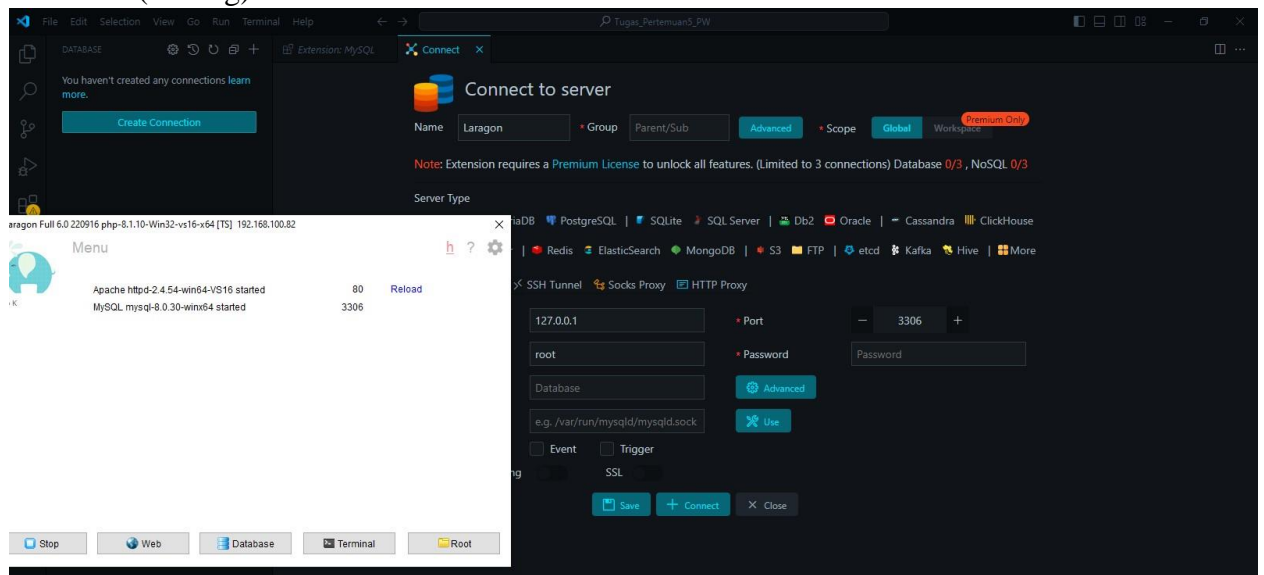 File Edit Selection View Go Run Terminal Help
Tugas_Pertemuan5_PW
DATABASE
Extension: MySQL
Connect
You haven't created any connections learn
more.
Create Connection
Connect to server
Name Laragon * Group Parent/Sub Advanced * Scope Global Workspace
Premium Only
Note: Extension requires a Premium License to unlock all features. (Limited to 3 connections) Database 0/3 , NoSQL 0/3
Server Type
iaDB PostgreSQL | SQLite SQL Server | Db2 Oracle | Cassandra ClickHouse
| Redis ElasticSearch MongoDB | S3 FTP | etcd Kafka Hive | More
SSH Tunnel Socks Proxy HTTP Proxy
127.0.0.1 * Port 3306
root * Password Password
Database Advanced
e.g. /var/run/mysqld/mysqld.sock Use
Event Trigger
ng SSL
Save Connect Close
aragon Full 6.0 220916 php-8.1.10-Win32-vs16-x64 [TS] 192.168.100.82
Menu h ?
Apache httpd-2.4.54-win64-VS16 started 80 Reload
MySQL mysql-8.0.30-winx64 started 3306
Stop Web Database Terminal Root